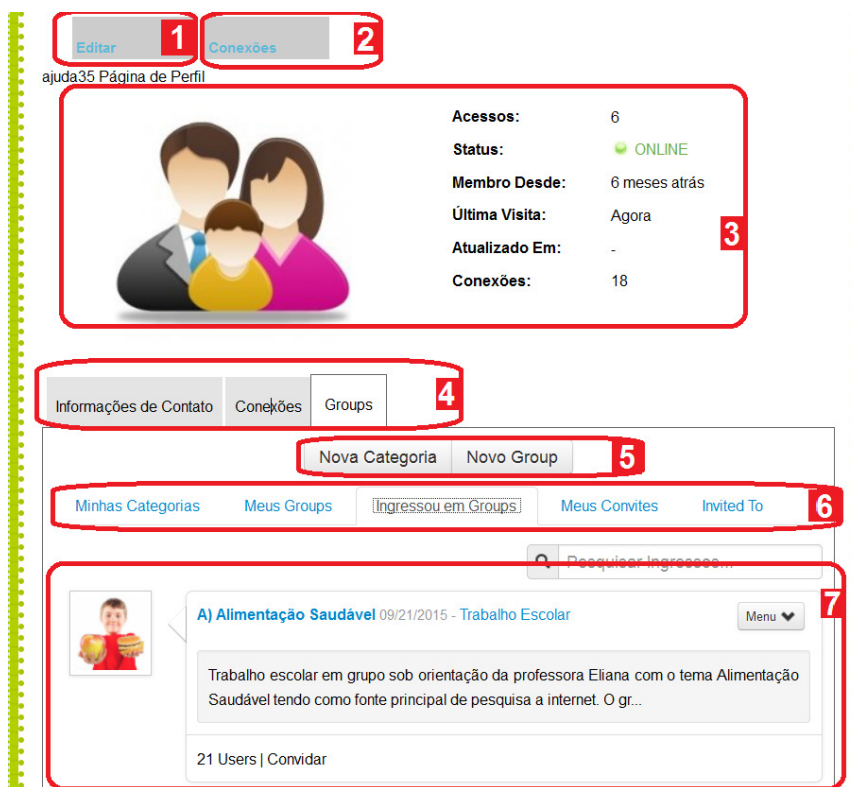 Editar 1 Conexões 2
ajuda35 Página de Perfil
Acessos: 6
Status: ONLINE
Membro Desde: 6 meses atrás
Última Visita: Agora
3
Atualizado Em: -
Conexões: 18
4
Informações de Contato Conexões Groups
Nova Categoria Novo Group 5
Minhas Categorias Meus Groups Ingressou em Groups Meus Convites Invited To 6
Pesquisar Ingresso...
7
A) Alimentação Saudável 09/21/2015 - Trabalho Escolar Menu
Trabalho escolar em grupo sob orientação da professora Eliana com o tema Alimentação
Saudável tendo como fonte principal de pesquisa a internet. O gr...
21 Users | Convidar